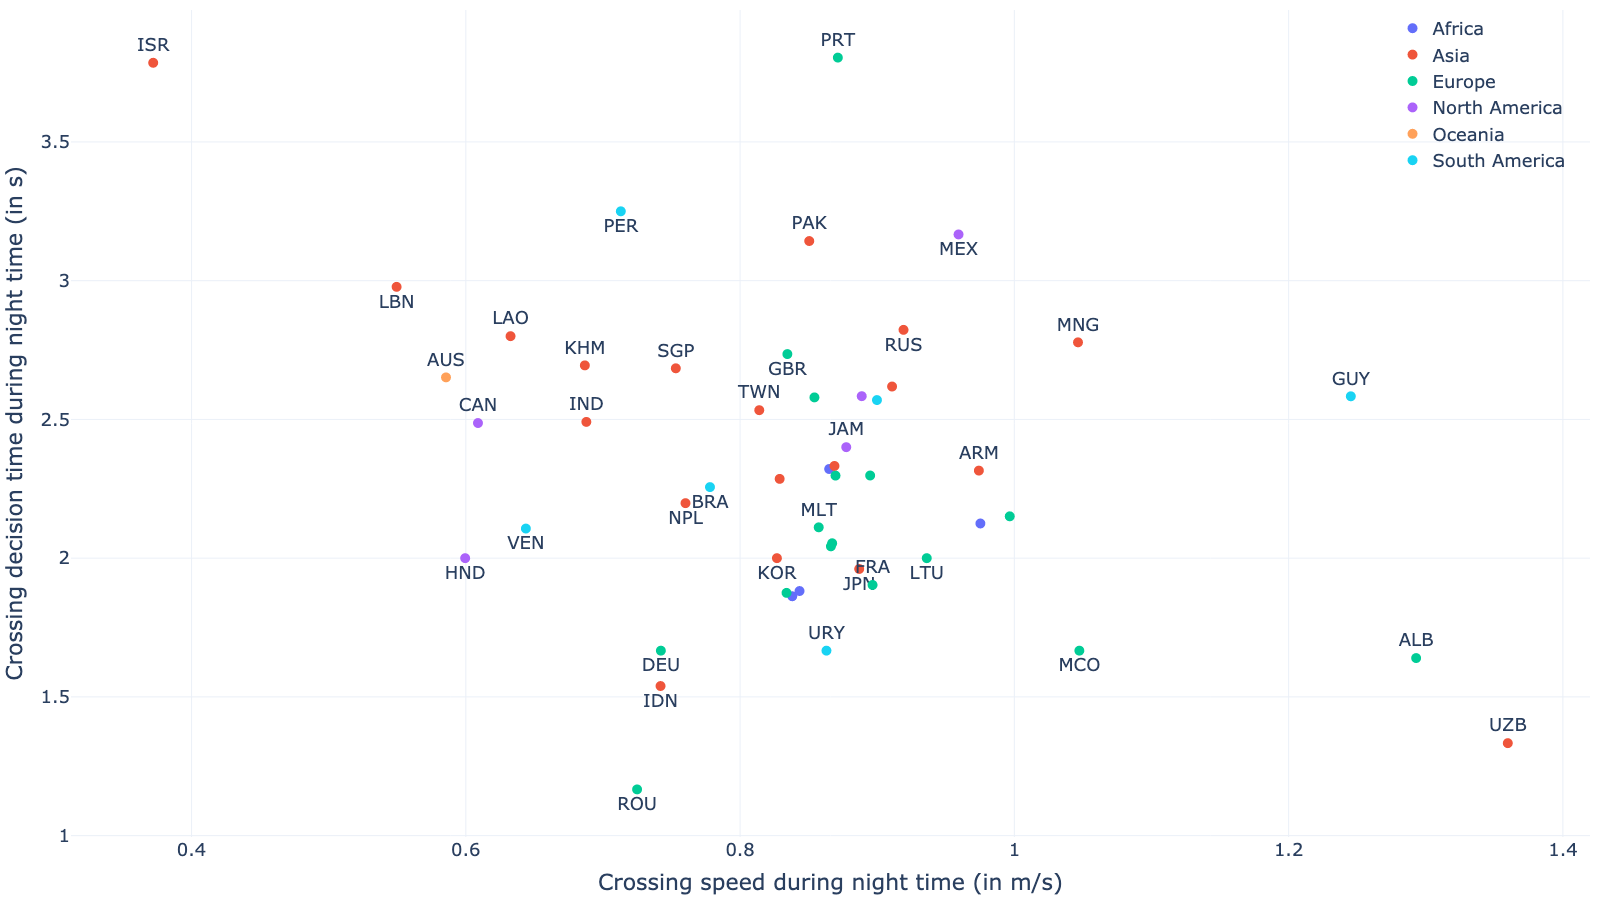 ISR
PRT
Africa
Asia
Europe
North America
Oceania
South America
3.5
PER
PAK
MEX
3
LBN
LAO
MNG
RUS
KHM
SGP
AUS
GBR
GUY
TWN
CAN
IND
2.5
JAM
ARM
BRA
MLT
NPL
VEN
2
HND
KOR
FRA
JPN
LTU
URY
ALB
DEU
MCO
1.5
IDN
UZB
ROU
1
0.4
0.6
0.8
1
1.2
1.4
Crossing speed during night time (in m/s)
Crossing decision time during night time (in s)